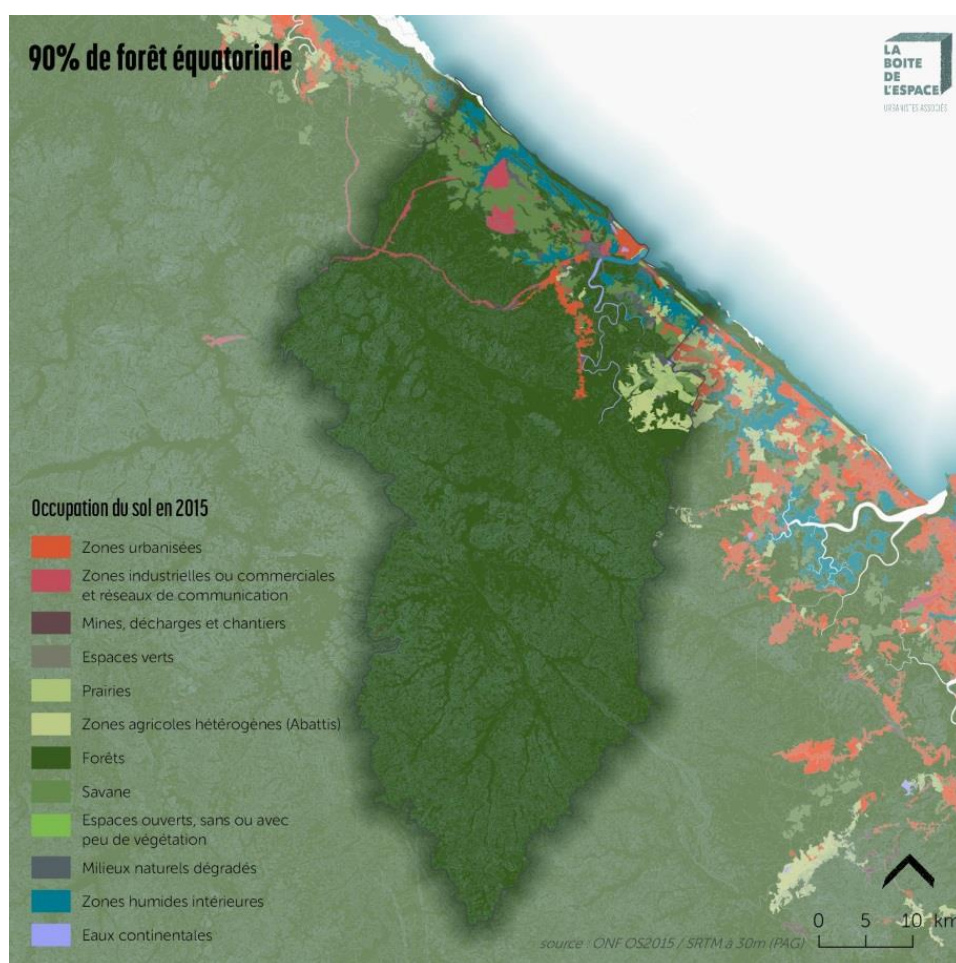 90% de forêt équatoriale
LA
BOITE
DE
L'ESPACE
URBANISTES ASSOCIÉS
Occupation du sol en 2015
Zones urbanisées
Zones industrielles ou commerciales
et réseaux de communication
Mines, décharges et chantiers
Espaces verts
Prairies
Zones agricoles hétérogènes (Abattis)
Forêts
Savane
Espaces ouverts, sans ou avec
peu de végétation
Milieux naturels dégradés
Zones humides intérieures
Eaux continentales
0 5 10 km
source : ONF OS2015 / SRTM à 30m (PAG)